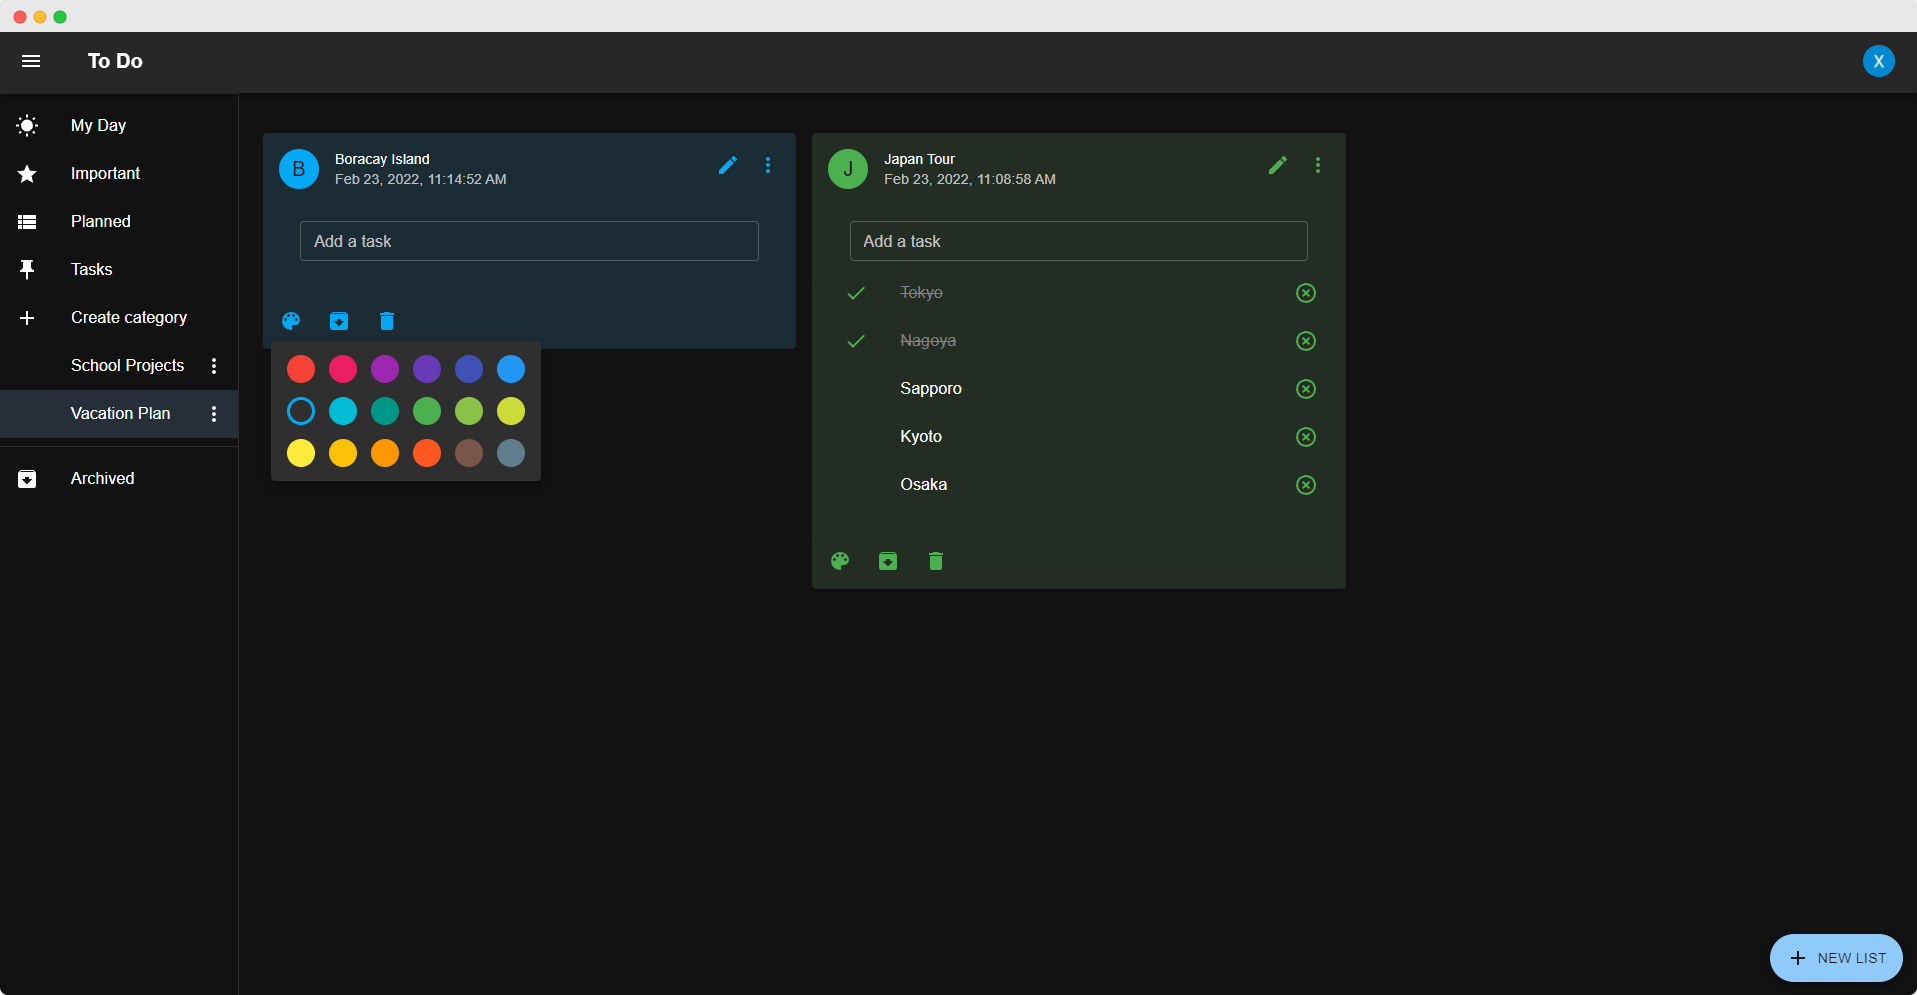 To Do
X
My Day
Important
Planned
Tasks
Create category
School Projects
Vacation Plan
Archived
B
Boracay Island
Feb 23, 2022, 11:14:52 AM
Add a task
J
Japan Tour
Feb 23, 2022, 11:08:58 AM
Add a task
Tokyo
Nagoya
Sapporo
Kyoto
Osaka
NEW LIST